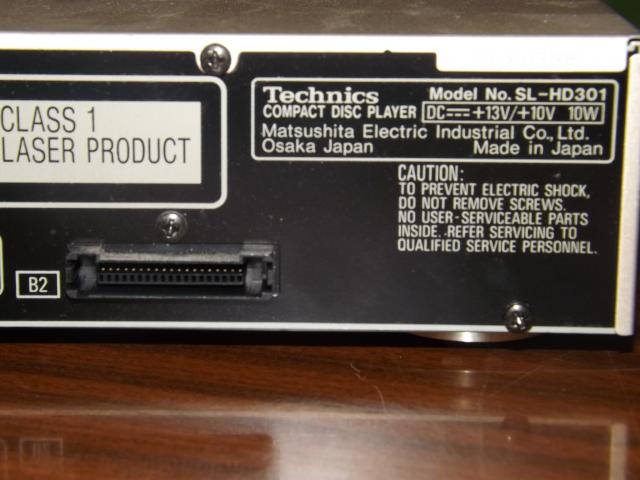 CLASS 1
LASER PRODUCT
Technics Model No. SL-HD301
COMPACT DISC PLAYER DC⎓+13V/+10V 10W
Matsushita Electric Industrial Co., Ltd.
Osaka Japan Made in Japan
CAUTION:
TO PREVENT ELECTRIC SHOCK,
DO NOT REMOVE SCREWS.
NO USER-SERVICEABLE PARTS
INSIDE. REFER SERVICING TO
QUALIFIED SERVICE PERSONNEL.
B2